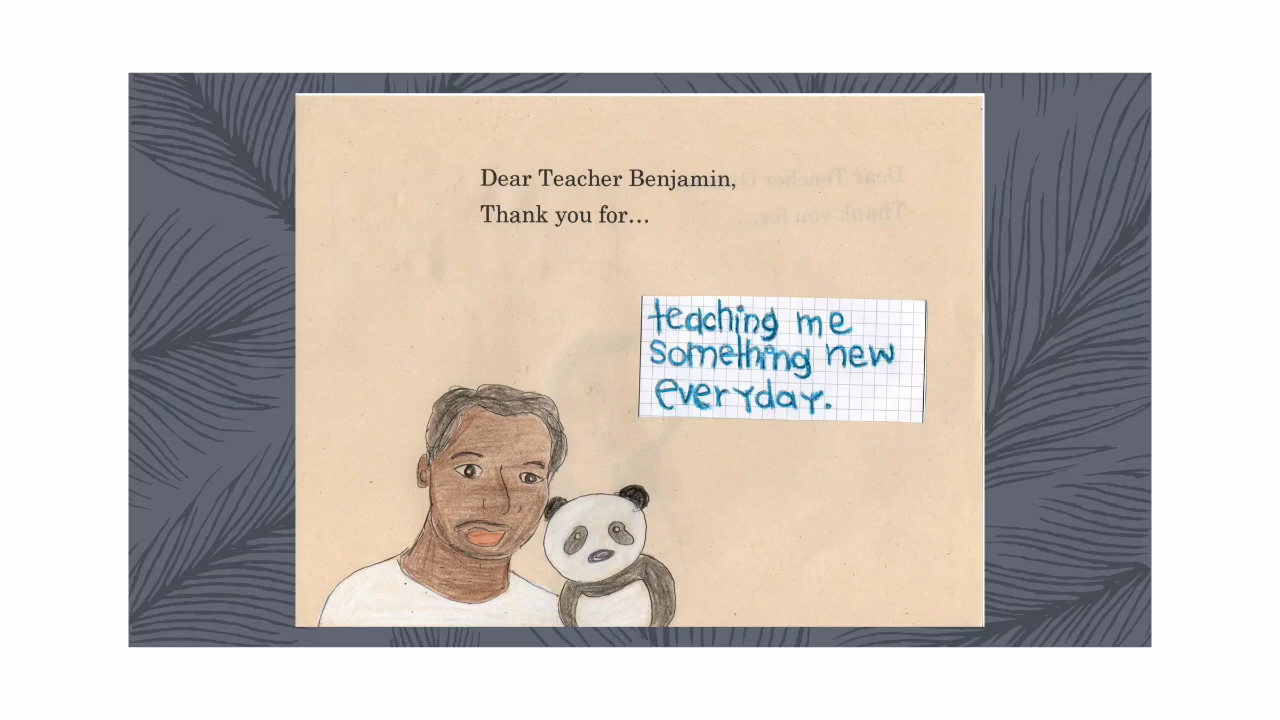 Dear Teacher Benjamin,
Thank you for...
teaching me
something new
everyday.